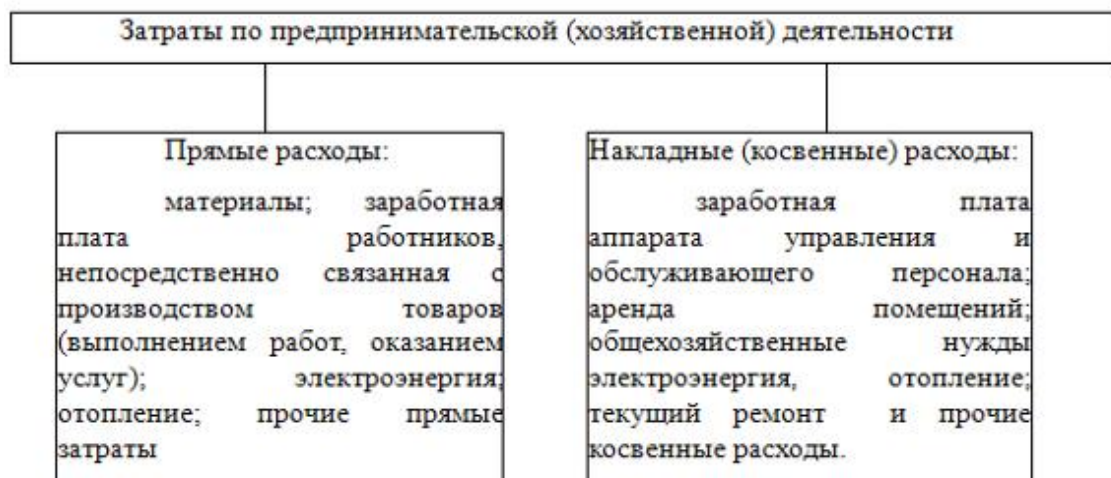 Затраты по предпринимательской (хозяйственной) деятельности
Прямые расходы:
материалы; заработная
плата работников,
непосредственно связанная с
производством товаров
(выполнением работ, оказанием
услуг); электроэнергия;
отопление; прочие прямые
затраты
Накладные (косвенные) расходы:
заработная плата
аппарата управления и
обслуживающего персонала;
аренда помещений;
общехозяйственные нужды
электроэнергия, отопление;
текущий ремонт и прочие
косвенные расходы.